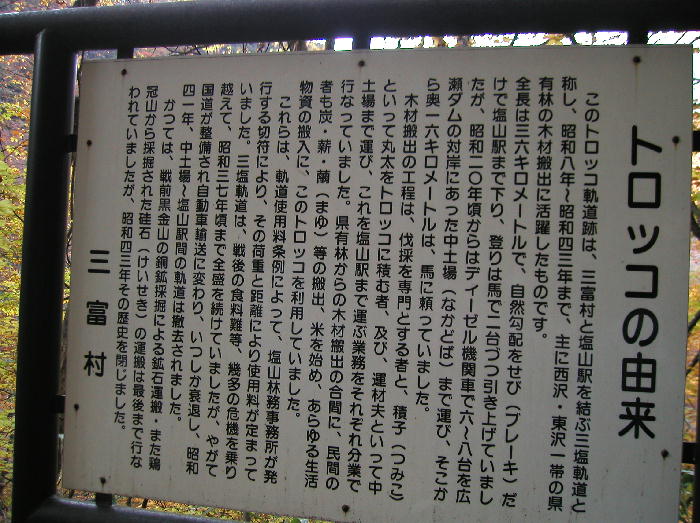 トロッコの由来
このトロッコ軌道跡は、三富村と塩山駅を結ぶ三塩軌道と
称し、昭和八年〜昭和四三年まで、主に西沢・東沢一帯の県
有林の木材搬出に活躍したものです。
全長は三六キロメートルで、自然勾配をせび（ブレーキ）だ
けで塩山駅まで下り、登りは馬で二台づつ引き上げていまし
たが、昭和二〇年頃からはディーゼル機関車で六〜八台を広
瀬ダムの対岸にあった中土場（なかどば）まで運び、そこか
ら奥一六キロメートルは、馬に頼っていました。
木材搬出の工程は、伐採を専門とする者と、積子（つみこ）
といって丸太をトロッコに積む者、及び、運材夫といって中
土場まで運び、これを塩山駅まで運ぶ業務をそれぞれ分業で
行なっていました。県有林からの木材搬出の合間に、民間の
者も炭・薪・繭（まゆ）等の搬出、米を始め、あらゆる生活
物資の搬入に、このトロッコを利用していました。
これらは、軌道使用料条例によって、塩山林務事務所が発
行する切符により、その荷重と距離により使用料が定まって
いました。三塩軌道は、戦後の食料難等、幾多の危機を乗り
越えて、昭和三七年頃まで全盛を続けていましたが、やがて
国道が整備され自動車輸送に変わり、いつしか衰退し、昭和
四一年、中土場〜塩山駅間の軌道は撤去されました。
かつては、戦前黒金山の銅鉱採掘による鉱石運搬・また鶏
冠山から採掘された硅石（けいせき）の運搬は最後まで行な
われていましたが、昭和四三年その歴史を閉じました。
三富村